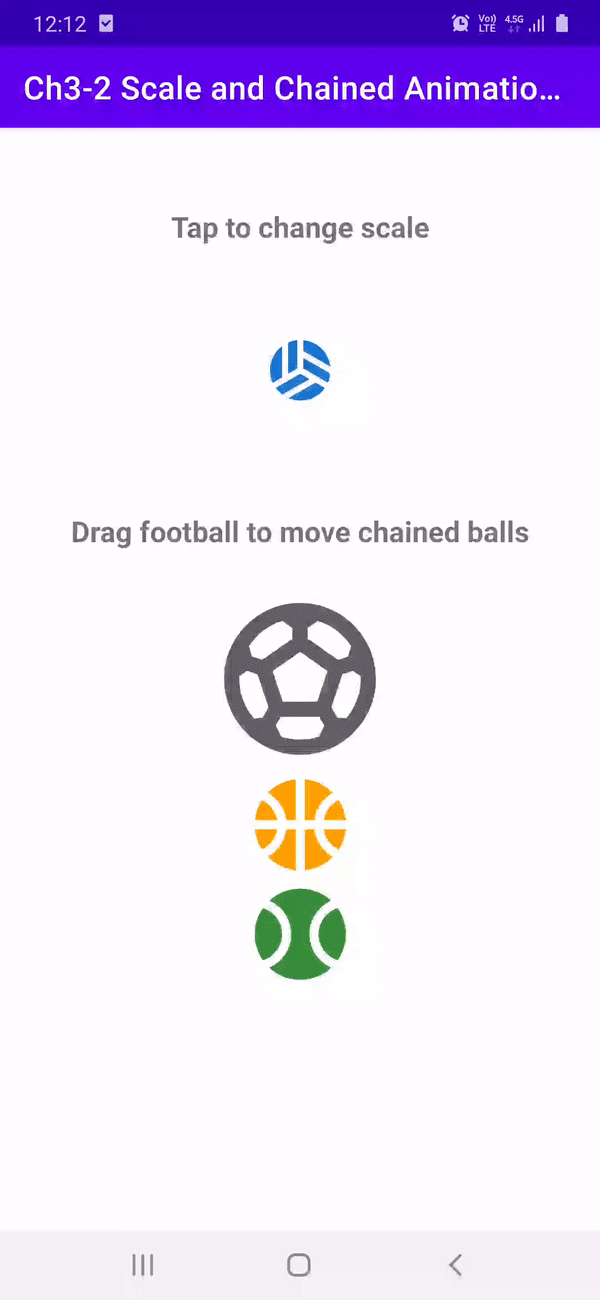 12:12 Vo)) LTE 4.5G
Ch3-2 Scale and Chained Animatio...
Tap to change scale
Drag football to move chained balls